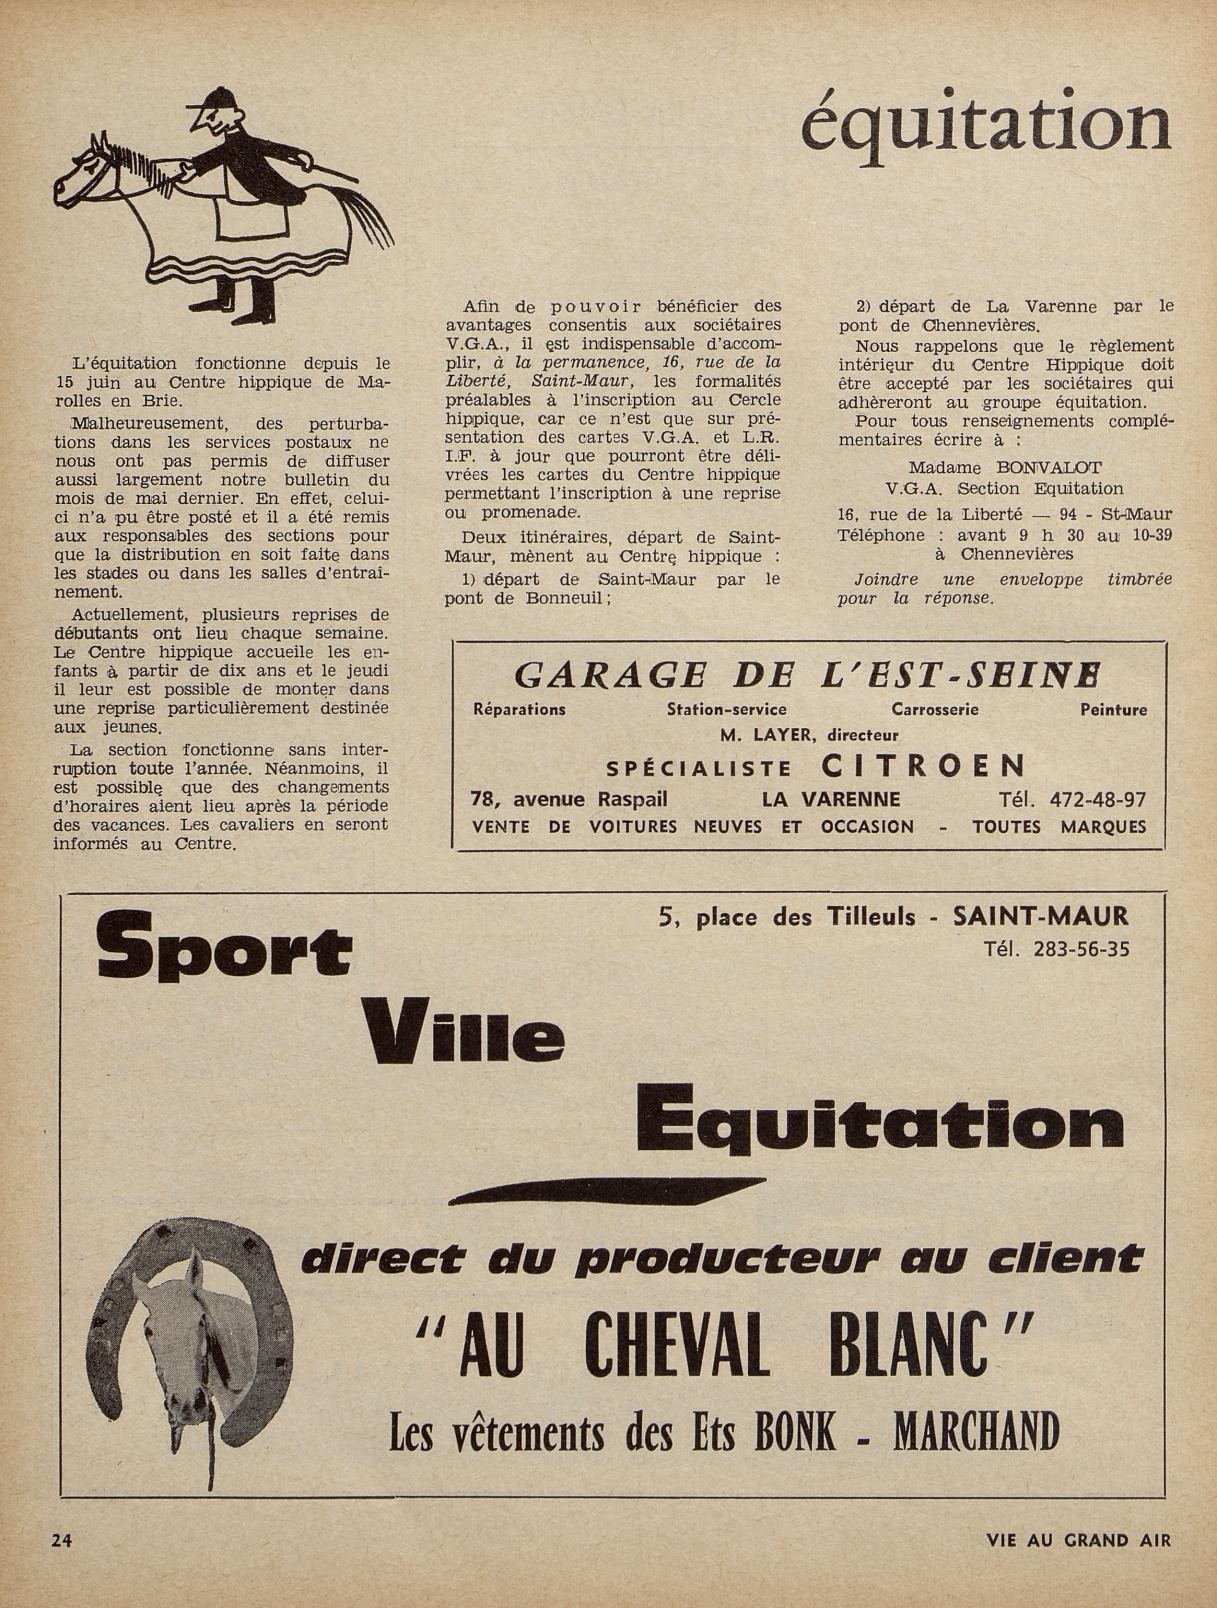 équitation
L'équitation fonctionne depuis le
15 juin au Centre hippique de Ma-
rolles en Brie.
Malheureusement, des perturba-
tions dans les services postaux ne
nous ont pas permis de diffuser
aussi largement notre bulletin du
mois de mai dernier. En effet, celui-
ci n'a pu être posté et il a été remis
aux responsables des sections pour
que la distribution en soit faite dans
les stades ou dans les salles d'entraî-
nement.
Actuellement, plusieurs reprises de
débutants ont lieu chaque semaine.
Le Centre hippique accueile les en-
fants à partir de dix ans et le jeudi
il leur est possible de monter dans
une reprise particulièrement destinée
aux jeunes.
La section fonctionne sans inter-
ruption toute l'année. Néanmoins, il
est possible que des changements
d'horaires aient lieu après la période
des vacances. Les cavaliers en seront
informés au Centre.
Afin de pouvoir bénéficier des
avantages consentis aux sociétaires
V.G.A., il est indispensable d'accom-
plir, à la permanence, 16, rue de la
Liberté, Saint-Maur, les formalités
préalables à l'inscription au Cercle
hippique, car ce n'est que sur pré-
sentation des cartes V.G.A. et L.R.
I.F. à jour que pourront être déli-
vrées les cartes du Centre hippique
permettant l'inscription à une reprise
ou promenade.
Deux itinéraires, départ de Saint-
Maur, mènent au Centre hippique :
1) départ de Saint-Maur par le
pont de Bonneuil ;
2) départ de La Varenne par le
pont de Chennevières.
Nous rappelons que le règlement
intérieur du Centre Hippique doit
être accepté par les sociétaires qui
adhèreront au groupe équitation.
Pour tous renseignements complé-
mentaires écrire à :
Madame BONVALOT
V.G.A. Section Equitation
16, rue de la Liberté — 94 - St-Maur
Téléphone : avant 9 h 30 au 10-39
à Chennevières
Joindre une enveloppe timbrée
pour la réponse.
GARAGE DE L'EST-SEINE
Réparations Station-service Carrosserie Peinture
M. LAYER, directeur
SPÉCIALISTE CITROEN
78, avenue Raspail LA VARENNE Tél. 472-48-97
VENTE DE VOITURES NEUVES ET OCCASION - TOUTES MARQUES
5, place des Tilleuls - SAINT-MAUR
Tél. 283-56-35
Sport
Ville
Equitation
direct du producteur au client
"AU CHEVAL BLANC"
Les vêtements des Ets BONK - MARCHAND
24 VIE AU GRAND AIR